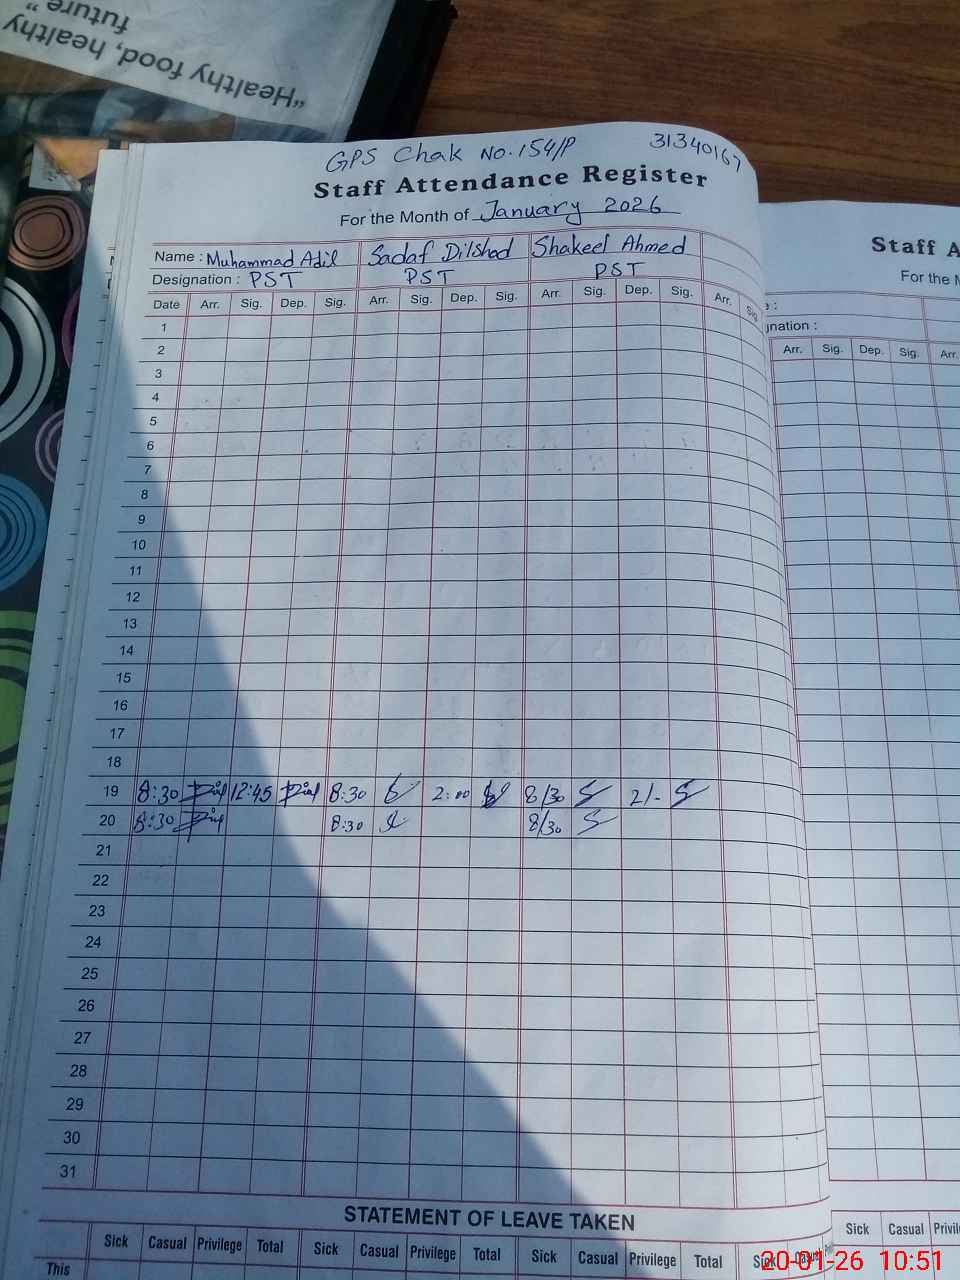 "Healthy food, healthy
future"
GPS Chak No. 154/P 31340167
Staff Attendance Register
For the Month of January 2026
Name : Muhammad Adil Sadaf Dilshad Shakeel Ahmed
Designation : PST PST PST
Date Arr. Sig. Dep. Sig. Arr. Sig. Dep. Sig. Arr. Sig. Dep. Sig. Arr. Sig.
1
2
3
4
5
6
7
8
9
10
11
12
13
14
15
16
17
18
19 8:30 12:45 8:30 2:00 8/30 2/-
20 8:30 8:30 8/30
21
22
23
24
25
26
27
28
29
30
31
STATEMENT OF LEAVE TAKEN
Sick Casual Privilege Total Sick Casual Privilege Total Sick Casual Privilege Total Sick Casual
This
Staff A
For the M
:
gnation :
Arr. Sig. Dep. Sig. Arr.
Sick Casual Privil
20-01-26 10:51